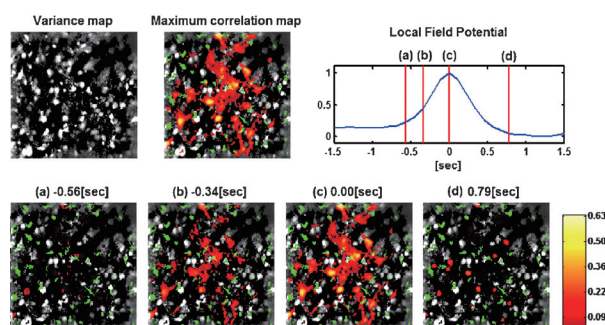 Variance map
Maximum correlation map
Local Field Potential
(a) (b) (c) (d)
1
0.5
0
-1.5 -1 -0.5 0 0.5 1 1.5
[sec]
(a) -0.56[sec]
(b) -0.34[sec]
(c) 0.00[sec]
(d) 0.79[sec]
0.63
0.50
0.36
0.22
0.09